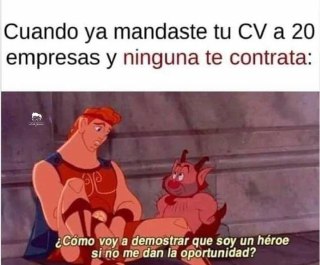 Cuando ya mandaste tu CV a 20
empresas y ninguna te contrata:
¿Cómo voy a demostrar que soy un héroe
si no me dan la oportunidad?